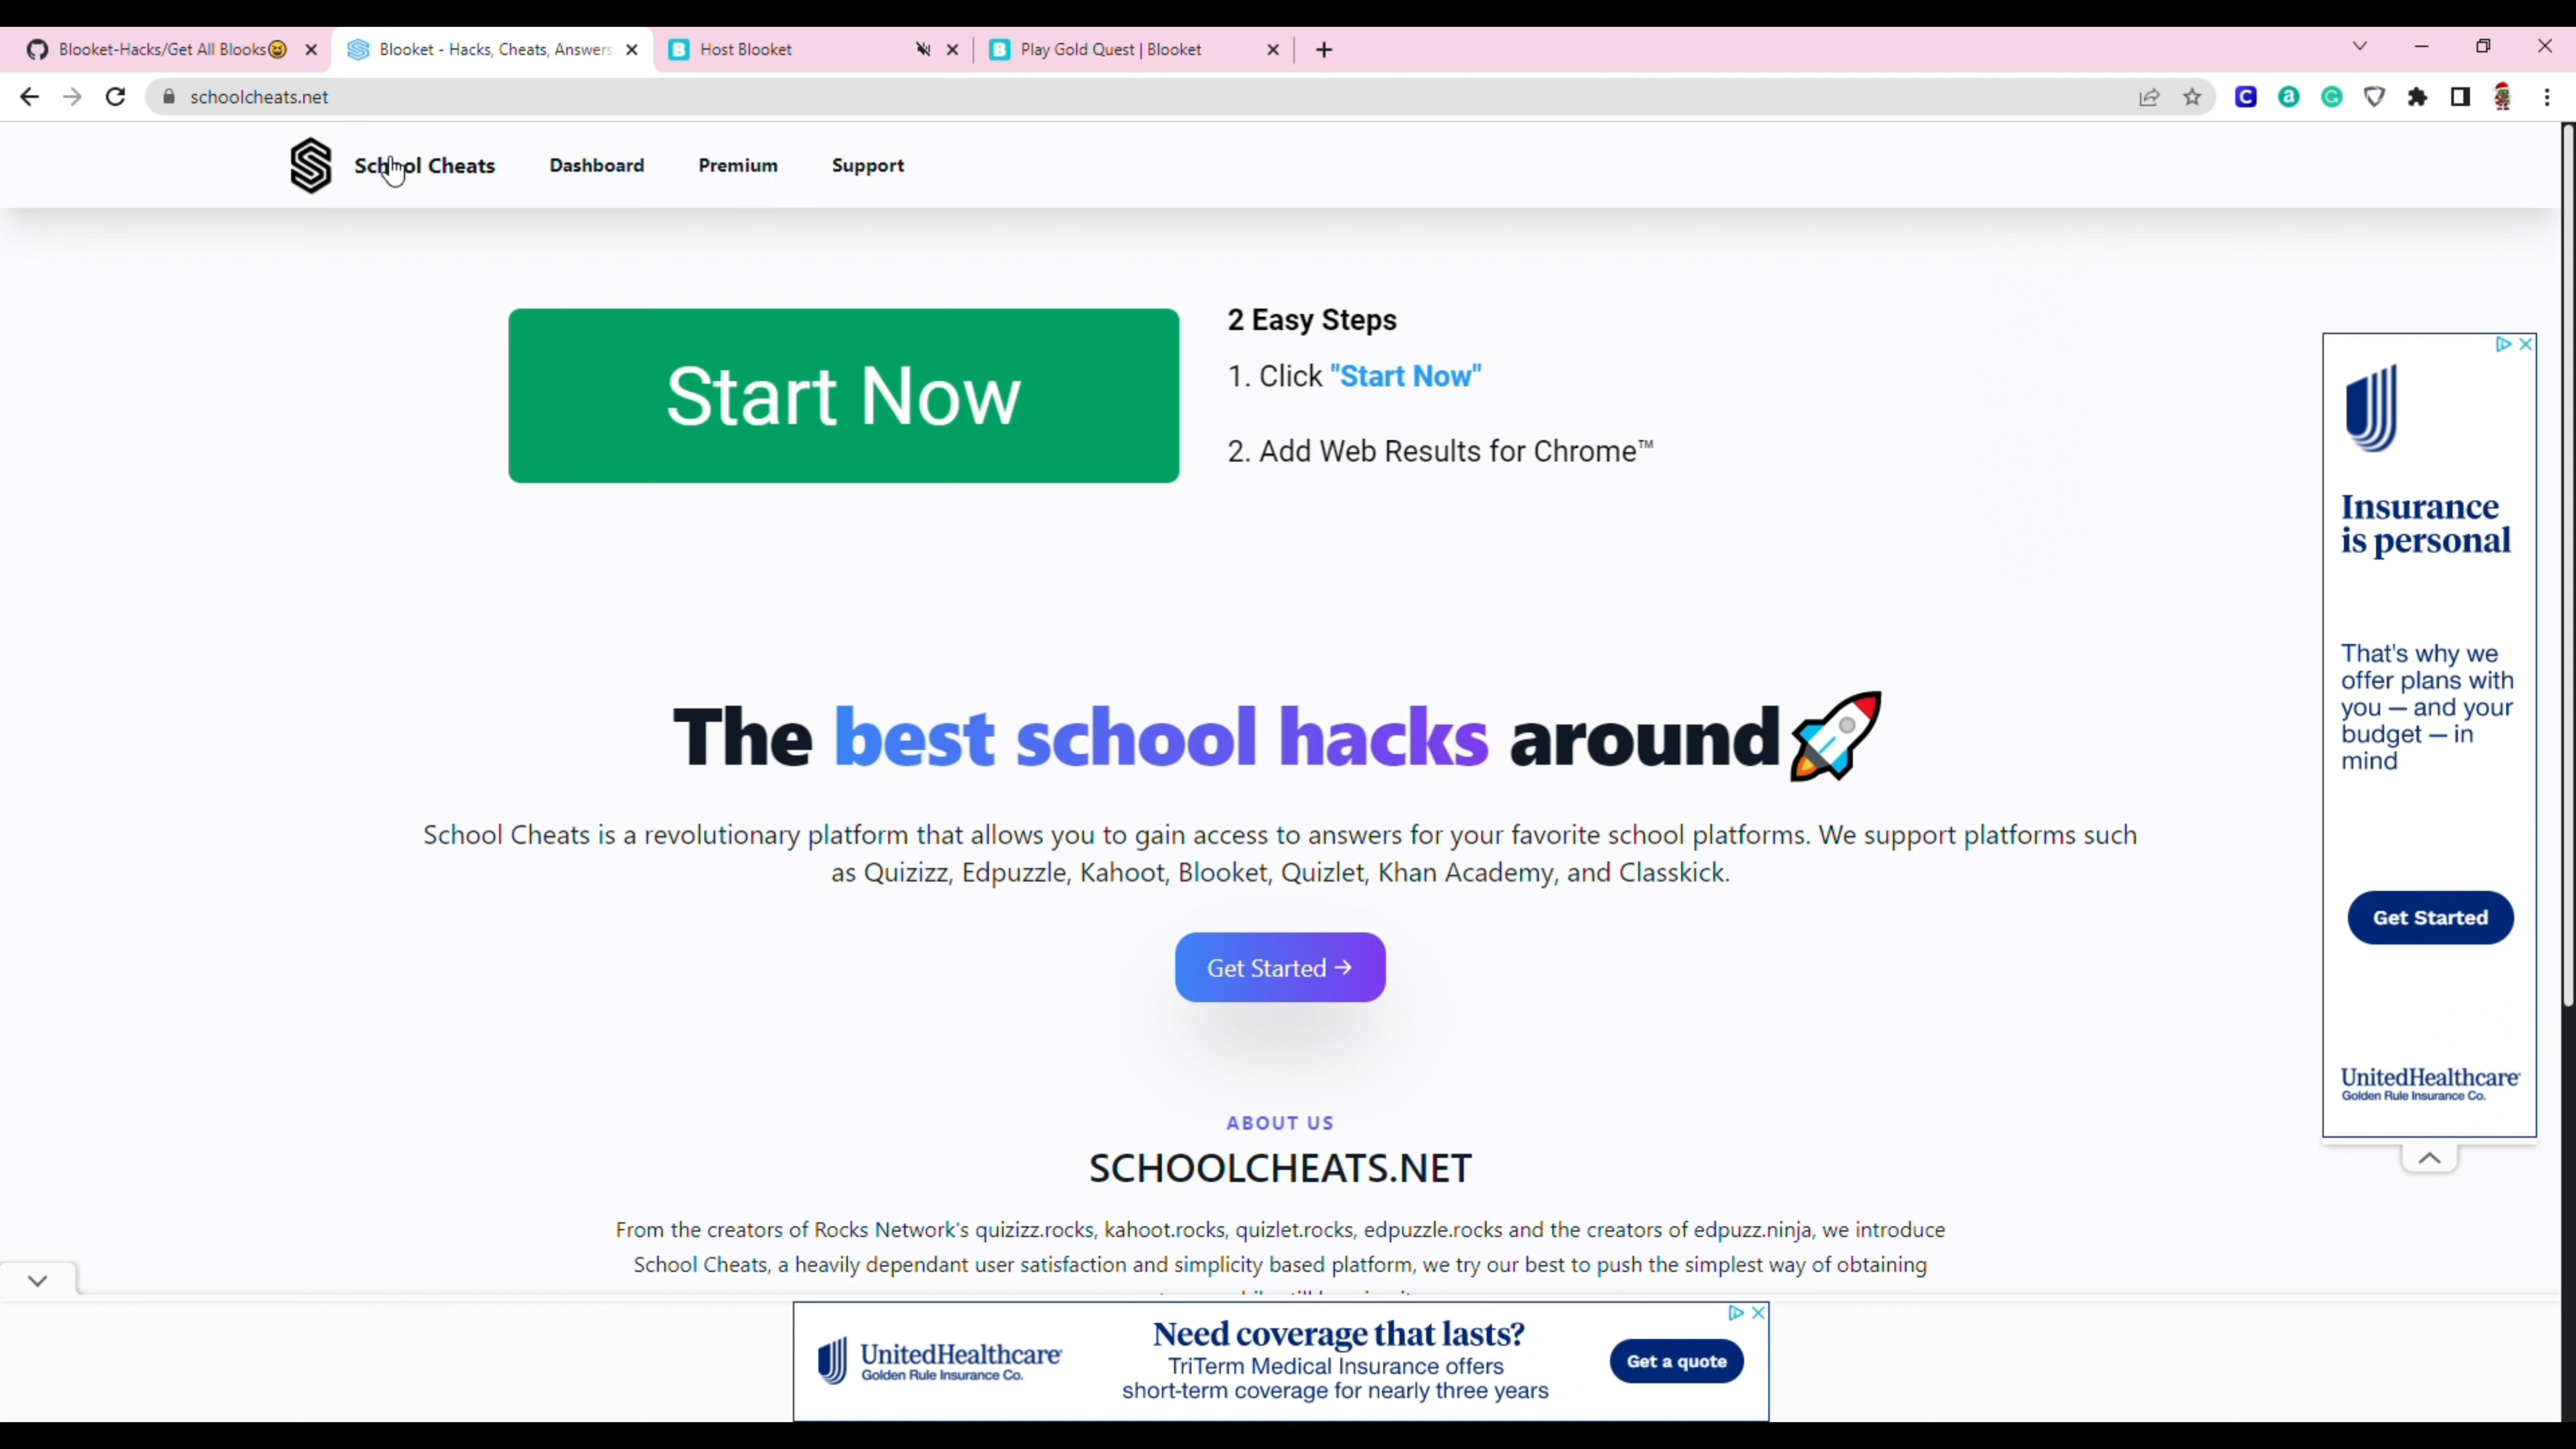 Blooket-Hacks/Get All Blooks😆
Blooket - Hacks, Cheats, Answers
Host Blooket
Play Gold Quest | Blooket
schoolcheats.net
School Cheats
Dashboard
Premium
Support
Start Now
2 Easy Steps
1. Click "Start Now"
2. Add Web Results for Chrome™
Insurance
is personal
That's why we
offer plans with
you — and your
budget — in
mind
Get Started
UnitedHealthcare
Golden Rule Insurance Co.
The best school hacks around🚀
School Cheats is a revolutionary platform that allows you to gain access to answers for your favorite school platforms. We support platforms such
as Quizizz, Edpuzzle, Kahoot, Blooket, Quizlet, Khan Academy, and Classkick.
Get Started →
ABOUT US
SCHOOLCHEATS.NET
From the creators of Rocks Network's quizizz.rocks, kahoot.rocks, quizlet.rocks, edpuzzle.rocks and the creators of edpuzz.ninja, we introduce
School Cheats, a heavily dependant user satisfaction and simplicity based platform, we try our best to push the simplest way of obtaining
UnitedHealthcare
Golden Rule Insurance Co.
Need coverage that lasts?
TriTerm Medical Insurance offers
short-term coverage for nearly three years
Get a quote